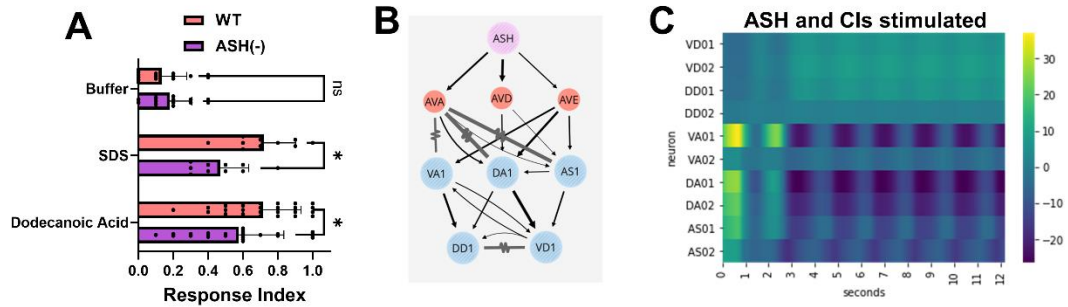 A
WT
ASH(-)
Buffer
ns
SDS
*
Dodecanoic Acid
*
0.0 0.2 0.4 0.6 0.8 1.0
Response Index
B
ASH
AVA AVD AVE
VA1 DA1 AS1
DD1 VD1
C
ASH and CIs stimulated
neuron
VD01
VD02
DD01
DD02
VA01
VA02
DA01
DA02
AS01
AS02
0 1 2 3 4 5 6 7 8 9 10 11 12
seconds
30
20
10
0
−10
−20